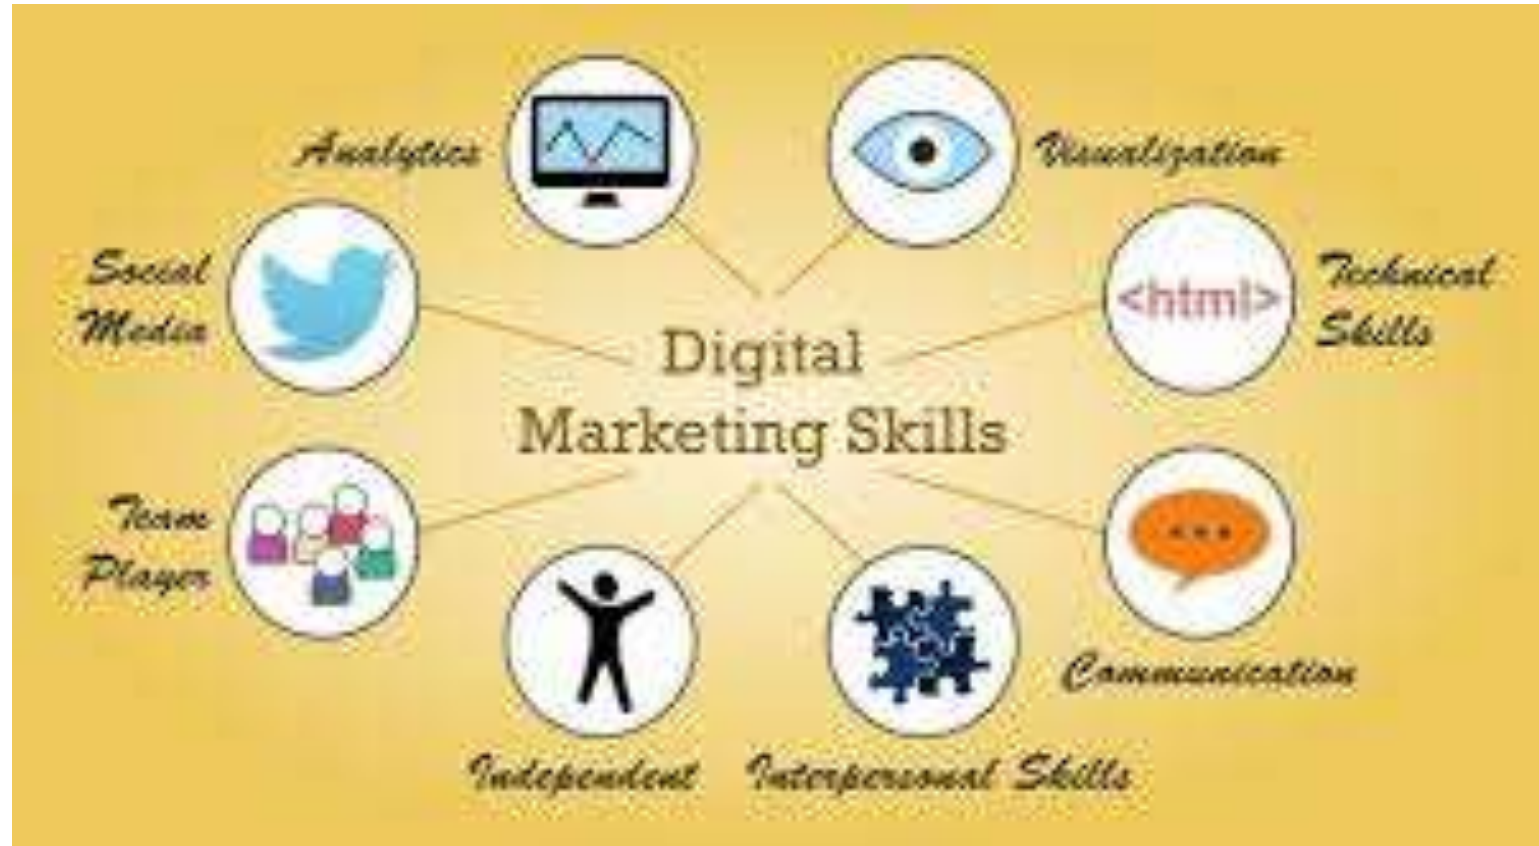 Analytics
Visualization
Social
Media
<html>
Technical
Skills
Digital
Marketing Skills
Team
Player
Communication
Independent
Interpersonal Skills